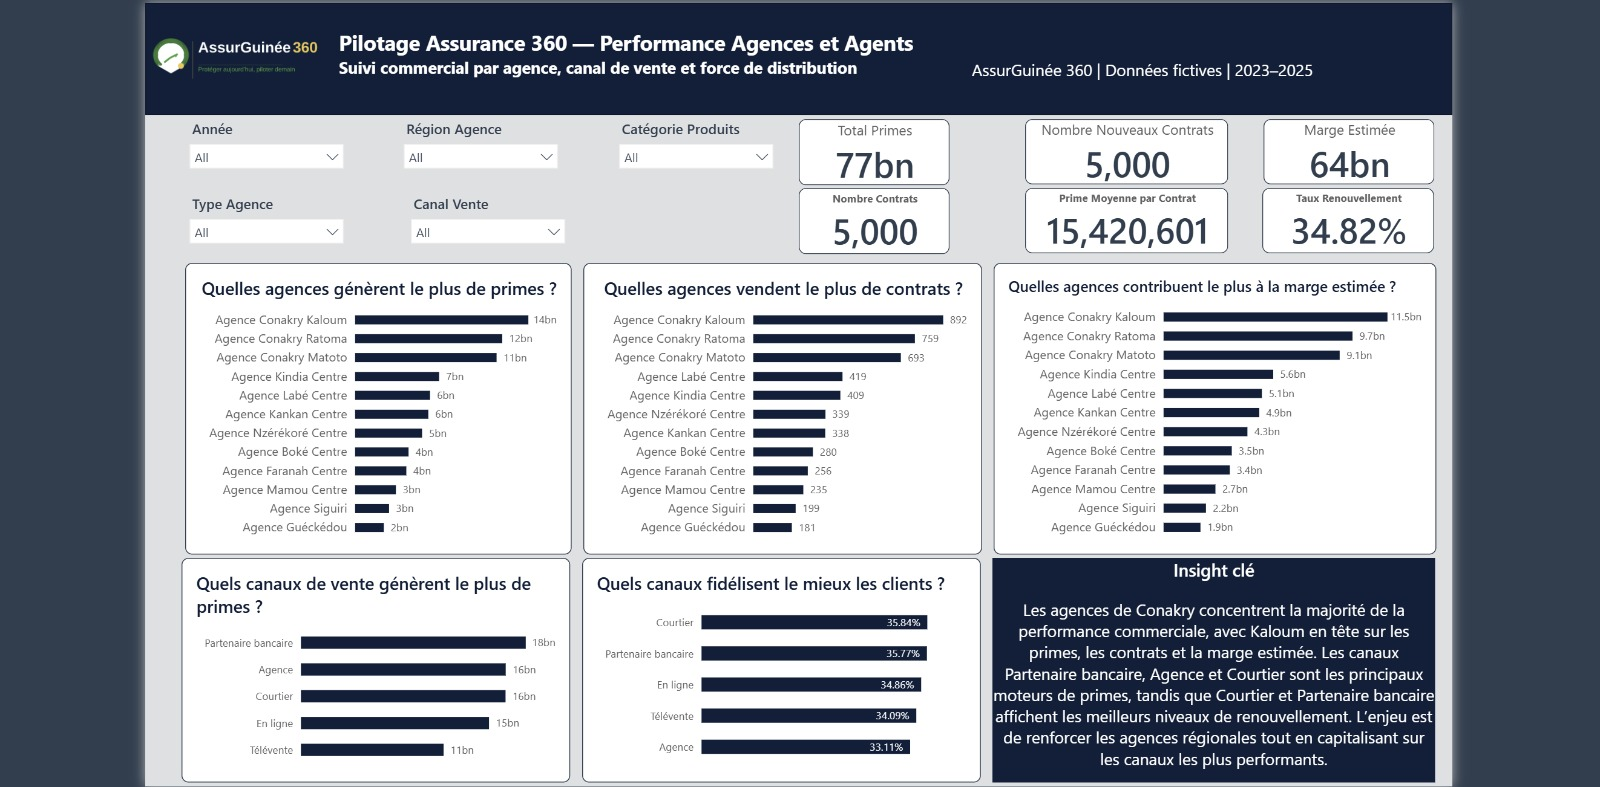 AssurGuinée 360
Protéger aujourd'hui, piloter demain
Pilotage Assurance 360 — Performance Agences et Agents
Suivi commercial par agence, canal de vente et force de distribution
AssurGuinée 360 | Données fictives | 2023–2025
Année
All
Région Agence
All
Catégorie Produits
All
Type Agence
All
Canal Vente
All
Total Primes
77bn
Nombre Nouveaux Contrats
5,000
Marge Estimée
64bn
Nombre Contrats
5,000
Prime Moyenne par Contrat
15,420,601
Taux Renouvellement
34.82%
Quelles agences génèrent le plus de primes ?
Agence Conakry Kaloum 14bn
Agence Conakry Ratoma 12bn
Agence Conakry Matoto 11bn
Agence Kindia Centre 7bn
Agence Labé Centre 6bn
Agence Kankan Centre 6bn
Agence Nzérékoré Centre 5bn
Agence Boké Centre 4bn
Agence Faranah Centre 4bn
Agence Mamou Centre 3bn
Agence Siguiri 3bn
Agence Guéckédou 2bn
Quelles agences vendent le plus de contrats ?
Agence Conakry Kaloum 892
Agence Conakry Ratoma 759
Agence Conakry Matoto 693
Agence Labé Centre 419
Agence Kindia Centre 409
Agence Nzérékoré Centre 339
Agence Kankan Centre 338
Agence Boké Centre 280
Agence Faranah Centre 256
Agence Mamou Centre 235
Agence Siguiri 199
Agence Guéckédou 181
Quelles agences contribuent le plus à la marge estimée ?
Agence Conakry Kaloum 11.5bn
Agence Conakry Ratoma 9.7bn
Agence Conakry Matoto 9.1bn
Agence Kindia Centre 5.6bn
Agence Labé Centre 5.1bn
Agence Kankan Centre 4.9bn
Agence Nzérékoré Centre 4.3bn
Agence Boké Centre 3.5bn
Agence Faranah Centre 3.4bn
Agence Mamou Centre 2.7bn
Agence Siguiri 2.2bn
Agence Guéckédou 1.9bn
Quels canaux de vente génèrent le plus de
primes ?
Partenaire bancaire 18bn
Agence 16bn
Courtier 16bn
En ligne 15bn
Télévente 11bn
Quels canaux fidélisent le mieux les clients ?
Courtier 35.84%
Partenaire bancaire 35.77%
En ligne 34.86%
Télévente 34.09%
Agence 33.11%
Insight clé
Les agences de Conakry concentrent la majorité de la
performance commerciale, avec Kaloum en tête sur les
primes, les contrats et la marge estimée. Les canaux
Partenaire bancaire, Agence et Courtier sont les principaux
moteurs de primes, tandis que Courtier et Partenaire bancaire
affichent les meilleurs niveaux de renouvellement. L’enjeu est
de renforcer les agences régionales tout en capitalisant sur
les canaux les plus performants.